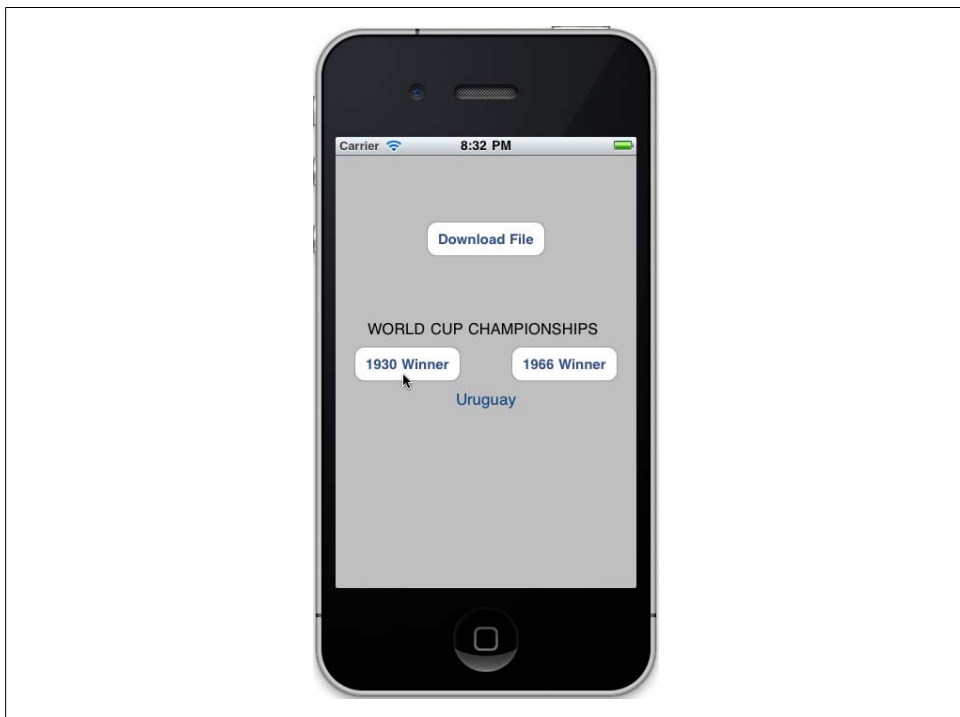 Carrier 8:32 PM
Download File
WORLD CUP CHAMPIONSHIPS
1930 Winner 1966 Winner
Uruguay